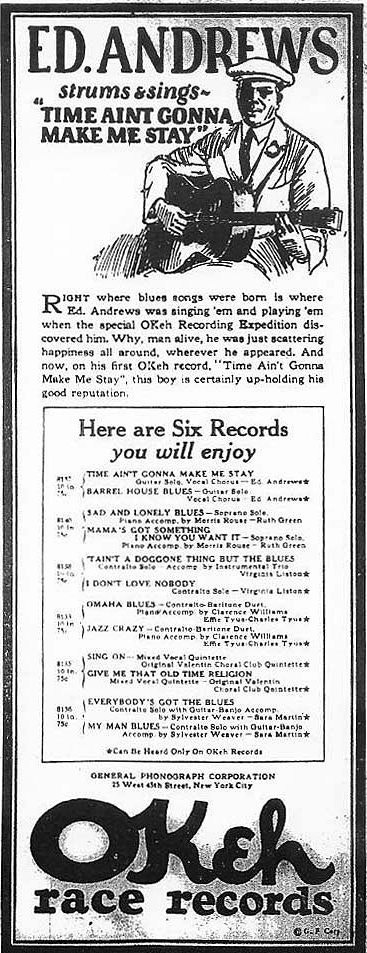 ED. ANDREWS
strums & sings~
"TIME AINT GONNA
MAKE ME STAY"
RIGHT where blues songs were born is where
Ed. Andrews was singing 'em and playing 'em
when the special OKeh Recording Expedition dis-
covered him. Why, man alive, he was just scattering
happiness all around, wherever he appeared. And
now, on his first OKeh record, "Time Ain't Gonna
Make Me Stay", this boy is certainly up-holding his
good reputation.
Here are Six Records
you will enjoy
TIME AIN'T GONNA MAKE ME STAY
Guitar Solo, Vocal Chorus — Ed. Andrews★
BARREL HOUSE BLUES — Guitar Solo
Vocal Chorus - Ed. Andrews★
SAD AND LONELY BLUES — Soprano Solo,
Piano Accomp. by Morris Rouse — Ruth Green
MAMA'S GOT SOMETHING
I KNOW YOU WANT IT — Soprano Solo,
Piano Accomp. by Morris Rouse - Ruth Green
'TAIN'T A DOGGONE THING BUT THE BLUES
8138
Contralto Solo - Accomp by Instrumental Trio
Virginia Liston★
I DON'T LOVE NOBODY
Contralto Solo — Virginia Liston★
OMAHA BLUES — Contralto-Baritone Duet,
Piano Accomp. by Clarence Williams
Effie Tyus-Charles Tyus★
10 in.
JAZZ CRAZY — Contralto-Baritone Duet,
Piano Accomp. by Clarence Williams
Effie Tyus-Charles Tyus★
SING ON — Mixed Vocal Quintette
8135
Original Valentin Choral Club Quintette★
10 in.
75c
GIVE ME THAT OLD TIME RELIGION
Mixed Vocal Quintette - Original Valentin
Choral Club Quintette★
EVERYBODY'S GOT THE BLUES
8136
Contralto Solo with Guitar-Banjo Accomp.
10 in.
by Sylvester Weaver — Sara Martin★
75c
MY MAN BLUES — Contralto Solo with Guitar-Banjo
Accomp. by Sylvester Weaver — Sara Martin★
★Can Be Heard Only On OKeh Records
GENERAL PHONOGRAPH CORPORATION
25 West 45th Street, New York City
OKeh
race records